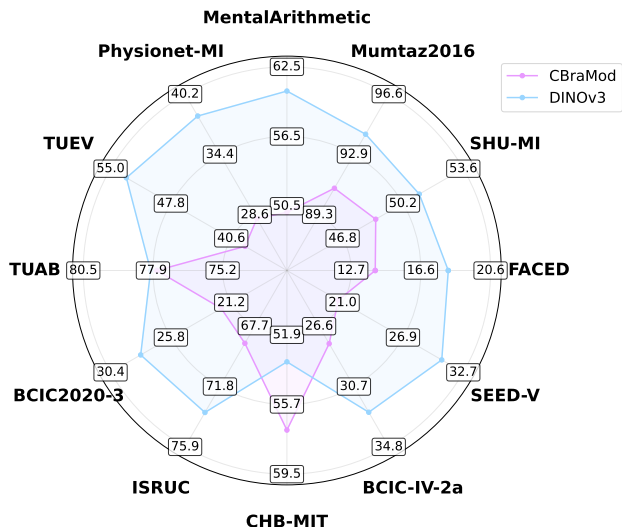 MentalArithmetic
Physionet-MI
Mumtaz2016
62.5
40.2
96.6
CBraMod
DINOv3
56.5
TUEV
SHU-MI
34.4
92.9
55.0
53.6
47.8
50.2
50.5
28.6
89.3
40.6
46.8
TUAB
80.5
77.9
75.2
12.7
16.6
20.6
FACED
21.2
21.0
67.7
26.6
51.9
25.8
26.9
30.4
32.7
71.8
30.7
BCIC2020-3
SEED-V
55.7
75.9
34.8
59.5
ISRUC
BCIC-IV-2a
CHB-MIT